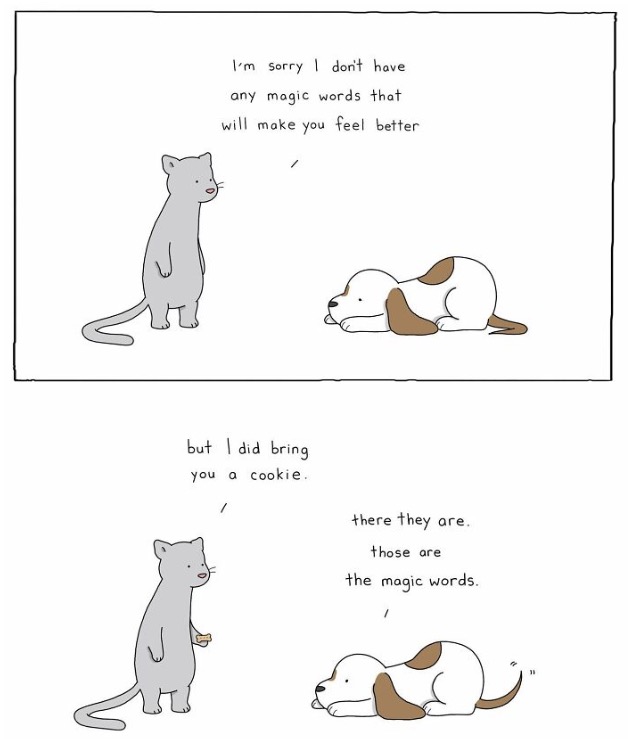 I'm sorry I don't have
any magic words that
will make you feel better
but I did bring
you a cookie.
there they are.
those are
the magic words.